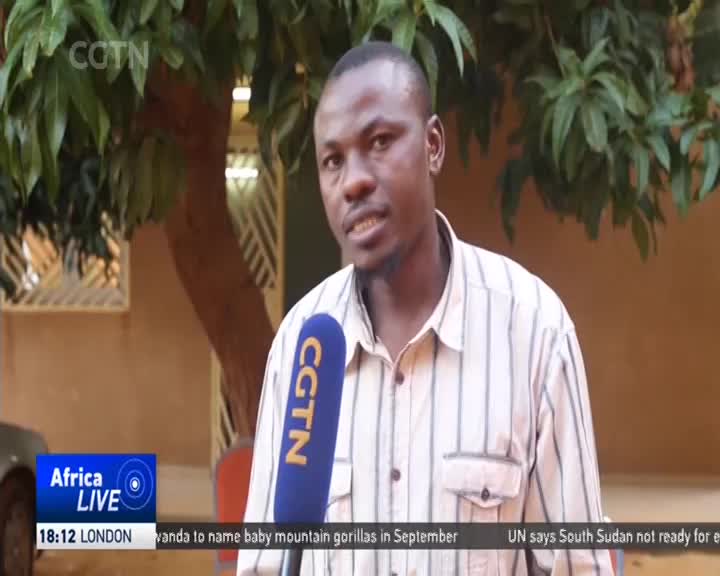 CGTN
CGTN
Africa
LIVE
18:12 LONDON
wanda to name baby mountain gorillas in September
UN says South Sudan not ready for e